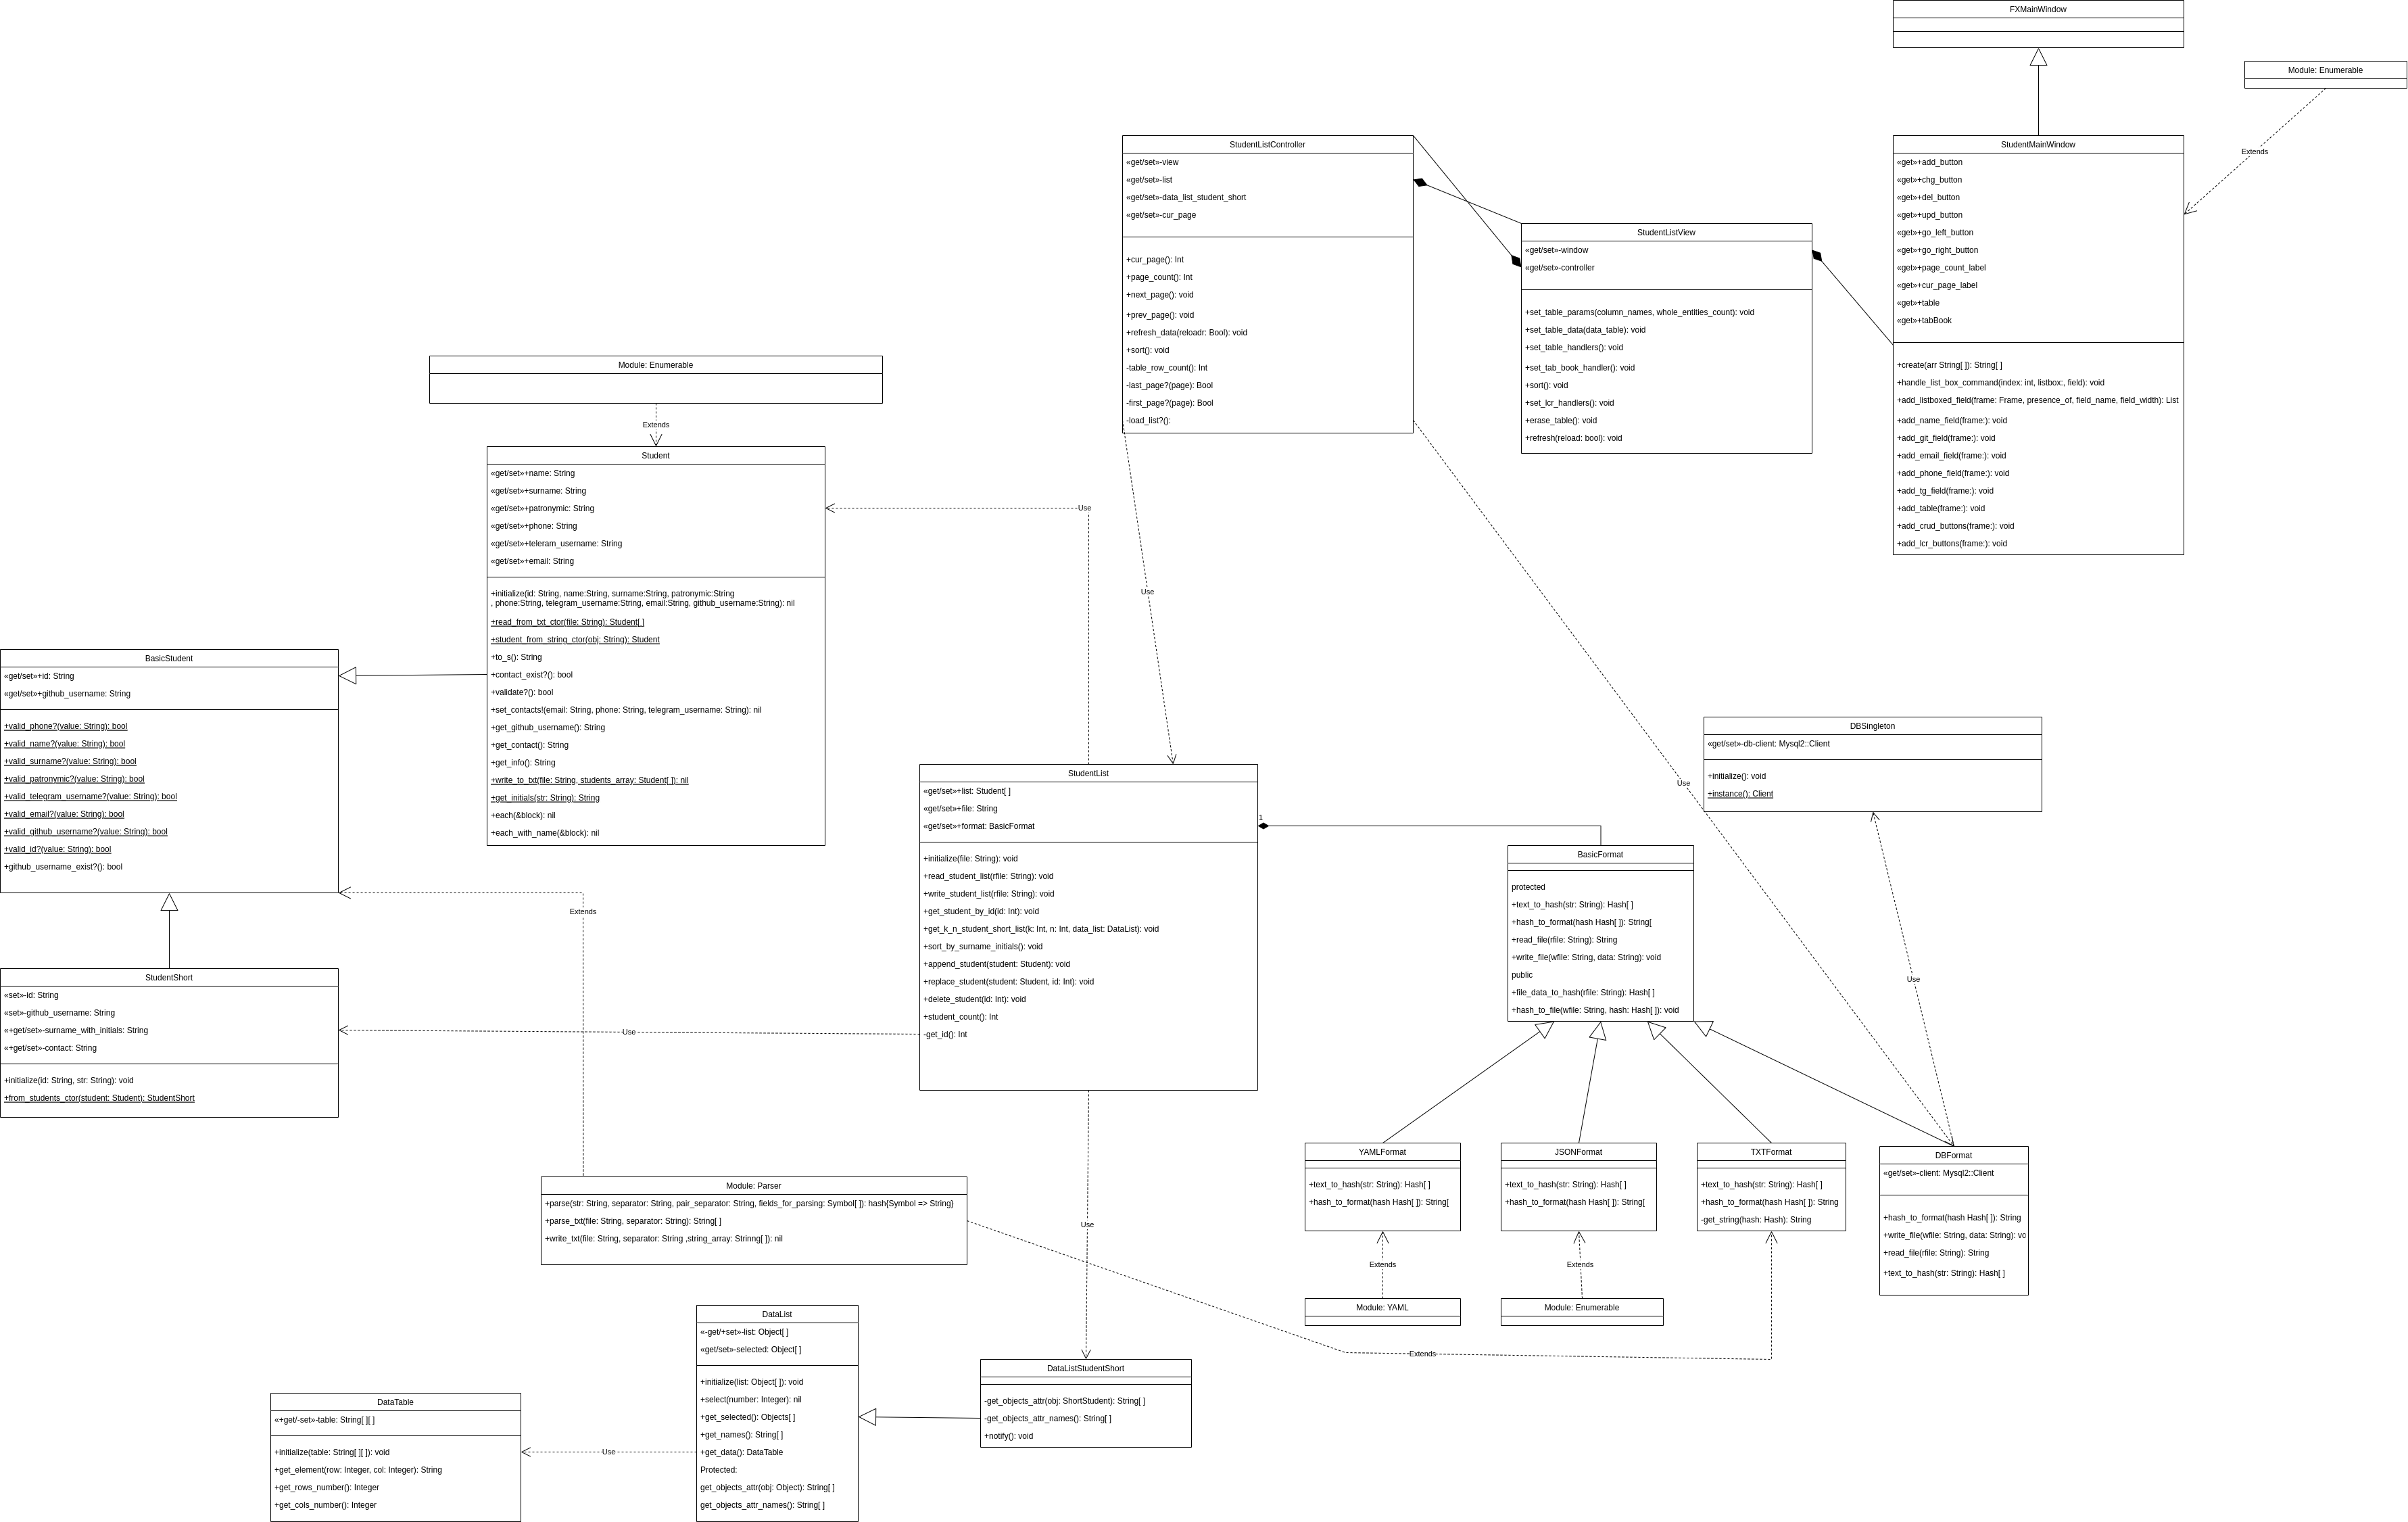 FXMainWindow
Module: Enumerable
Extends
StudentMainWindow
«get»+add_button
«get»+chg_button
«get»+del_button
«get»+upd_button
«get»+go_left_button
«get»+go_right_button
«get»+page_count_label
«get»+cur_page_label
«get»+table
«get»+tabBook
+create(arr String[ ]): String[ ]
+handle_list_box_command(index: int, listbox:, field): void
+add_listboxed_field(frame: Frame, presence_of, field_name, field_width): List
+add_name_field(frame:): void
+add_git_field(frame:): void
+add_email_field(frame:): void
+add_phone_field(frame:): void
+add_tg_field(frame:): void
+add_table(frame:): void
+add_crud_buttons(frame:): void
+add_lcr_buttons(frame:): void
StudentListController
«get/set»-view
«get/set»-list
«get/set»-data_list_student_short
«get/set»-cur_page
+cur_page(): Int
+page_count(): Int
+next_page(): void
+prev_page(): void
+refresh_data(reloadr: Bool): void
+sort(): void
-table_row_count(): Int
-last_page?(page): Bool
-first_page?(page): Bool
-load_list?():
StudentListView
«get/set»-window
«get/set»-controller
+set_table_params(column_names, whole_entities_count): void
+set_table_data(data_table): void
+set_table_handlers(): void
+set_tab_book_handler(): void
+sort(): void
+set_lcr_handlers(): void
+erase_table(): void
+refresh(reload: bool): void
Module: Enumerable
Extends
Student
«get/set»+name: String
«get/set»+surname: String
«get/set»+patronymic: String
«get/set»+phone: String
«get/set»+teleram_username: String
«get/set»+email: String
+initialize(id: String, name:String, surname:String, patronymic:String
, phone:String, telegram_username:String, email:String, github_username:String): nil
+read_from_txt_ctor(file: String): Student[ ]
+student_from_string_ctor(obj: String): Student
+to_s(): String
+contact_exist?(): bool
+validate?(): bool
+set_contacts!(email: String, phone: String, telegram_username: String): nil
+get_github_username(): String
+get_contact(): String
+get_info(): String
+write_to_txt(file: String, students_array: Student[ ]): nil
+get_initials(str: String): String
+each(&block): nil
+each_with_name(&block): nil
Use
Use
Use
BasicStudent
«get/set»+id: String
«get/set»+github_username: String
+valid_phone?(value: String): bool
+valid_name?(value: String): bool
+valid_surname?(value: String): bool
+valid_patronymic?(value: String): bool
+valid_telegram_username?(value: String): bool
+valid_email?(value: String): bool
+valid_github_username?(value: String): bool
+valid_id?(value: String): bool
+github_username_exist?(): bool
Extends
StudentShort
«set»-id: String
«set»-github_username: String
«+get/set»-surname_with_initials: String
«+get/set»-contact: String
+initialize(id: String, str: String): void
+from_students_ctor(student: Student): StudentShort
Use
StudentList
«get/set»+list: Student[ ]
«get/set»+file: String
«get/set»+format: BasicFormat
+initialize(file: String): void
+read_student_list(rfile: String): void
+write_student_list(rfile: String): void
+get_student_by_id(id: Int): void
+get_k_n_student_short_list(k: Int, n: Int, data_list: DataList): void
+sort_by_surname_initials(): void
+append_student(student: Student): void
+replace_student(student: Student, id: Int): void
+delete_student(id: Int): void
+student_count(): Int
-get_id(): Int
1
DBSingleton
«get/set»-db-client: Mysql2::Client
+initialize(): void
+instance(): Client
Use
BasicFormat
protected
+text_to_hash(str: String): Hash[ ]
+hash_to_format(hash Hash[ ]): String[
+read_file(rfile: String): String
+write_file(wfile: String, data: String): void
public
+file_data_to_hash(rfile: String): Hash[ ]
+hash_to_file(wfile: String, hash: Hash[ ]): void
YAMLFormat
+text_to_hash(str: String): Hash[ ]
+hash_to_format(hash Hash[ ]): String[
JSONFormat
+text_to_hash(str: String): Hash[ ]
+hash_to_format(hash Hash[ ]): String[
TXTFormat
+text_to_hash(str: String): Hash[ ]
+hash_to_format(hash Hash[ ]): String
-get_string(hash: Hash): String
DBFormat
«get/set»-client: Mysql2::Client
+hash_to_format(hash Hash[ ]): String
+write_file(wfile: String, data: String): vo
+read_file(rfile: String): String
+text_to_hash(str: String): Hash[ ]
Extends
Module: YAML
Extends
Module: Enumerable
Module: Parser
+parse(str: String, separator: String, pair_separator: String, fields_for_parsing: Symbol[ ]): hash{Symbol => String}
+parse_txt(file: String, separator: String): String[ ]
+write_txt(file: String, separator: String ,string_array: Strinng[ ]): nil
Use
Extends
DataList
«-get/+set»-list: Object[ ]
«get/set»-selected: Object[ ]
+initialize(list: Object[ ]): void
+select(number: Integer): nil
+get_selected(): Objects[ ]
+get_names(): String[ ]
+get_data(): DataTable
Protected:
get_objects_attr(obj: Object): String[ ]
get_objects_attr_names(): String[ ]
DataListStudentShort
-get_objects_attr(obj: ShortStudent): String[ ]
-get_objects_attr_names(): String[ ]
+notify(): void
Use
DataTable
«+get/-set»-table: String[ ][ ]
+initialize(table: String[ ][ ]): void
+get_element(row: Integer, col: Integer): String
+get_rows_number(): Integer
+get_cols_number(): Integer